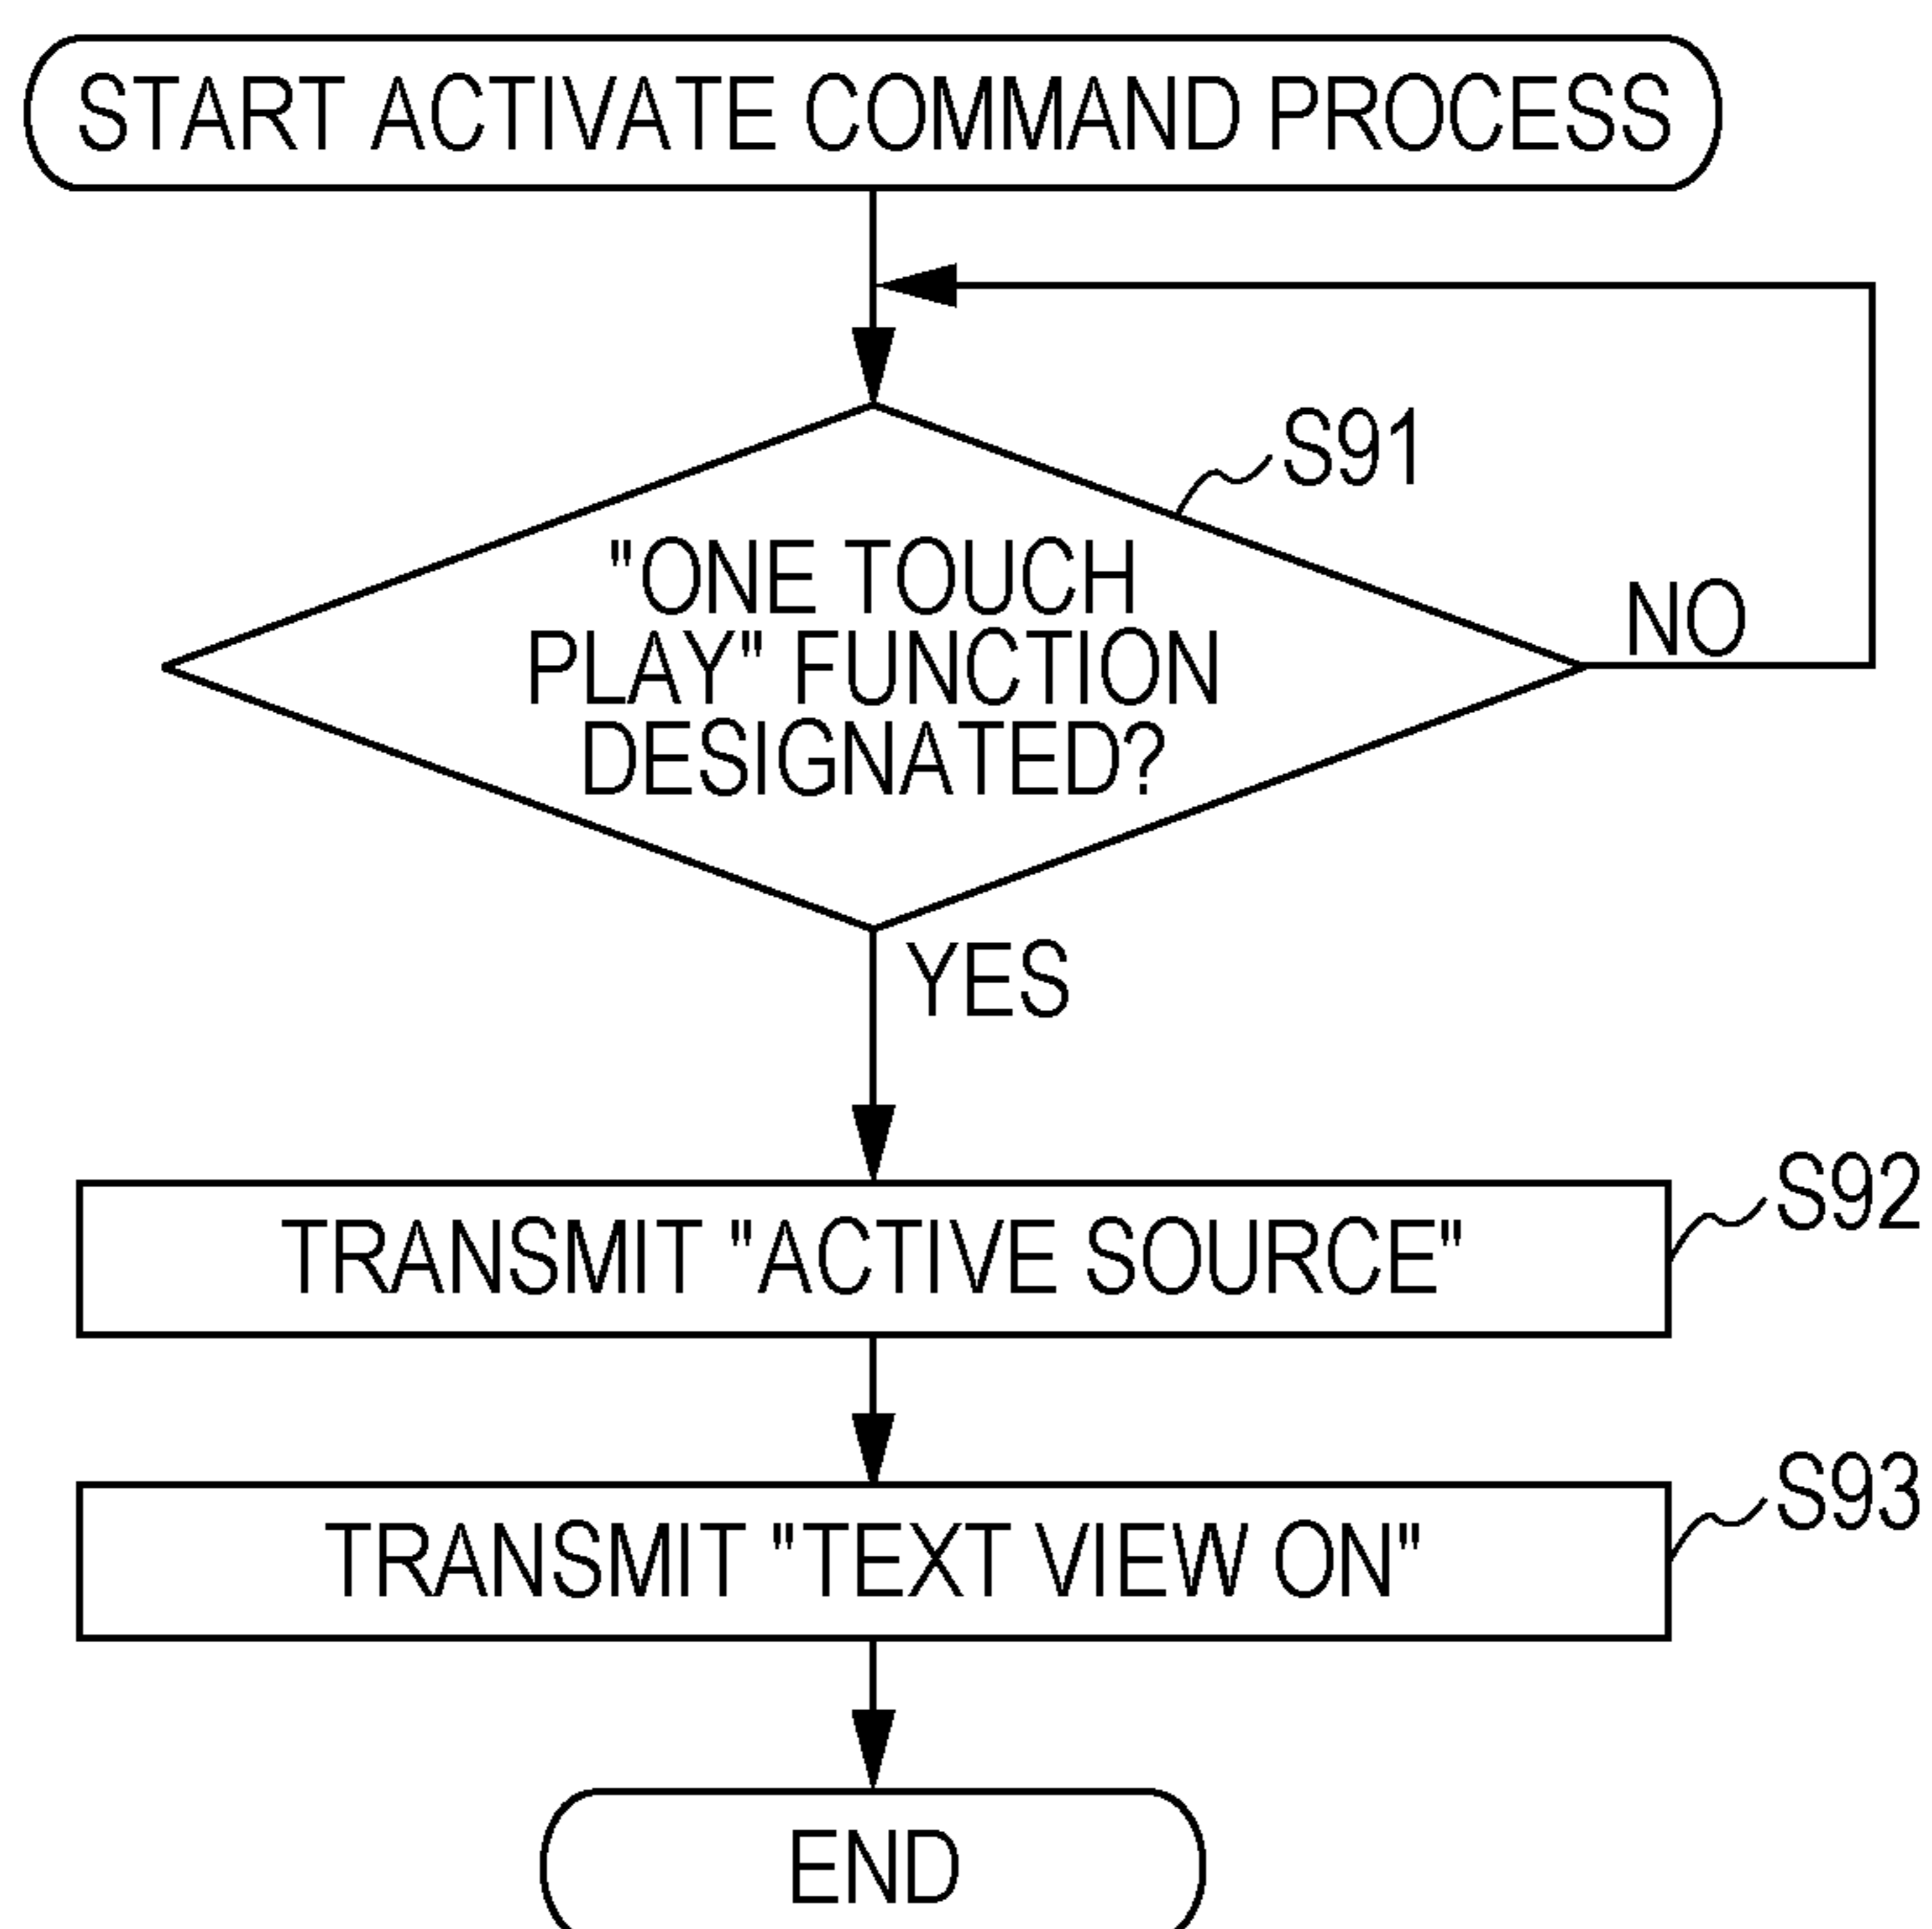 START ACTIVATE COMMAND PROCESS
S91
"ONE TOUCH
PLAY" FUNCTION
DESIGNATED?
NO
YES
TRANSMIT "ACTIVE SOURCE"
S92
TRANSMIT "TEXT VIEW ON"
S93
END